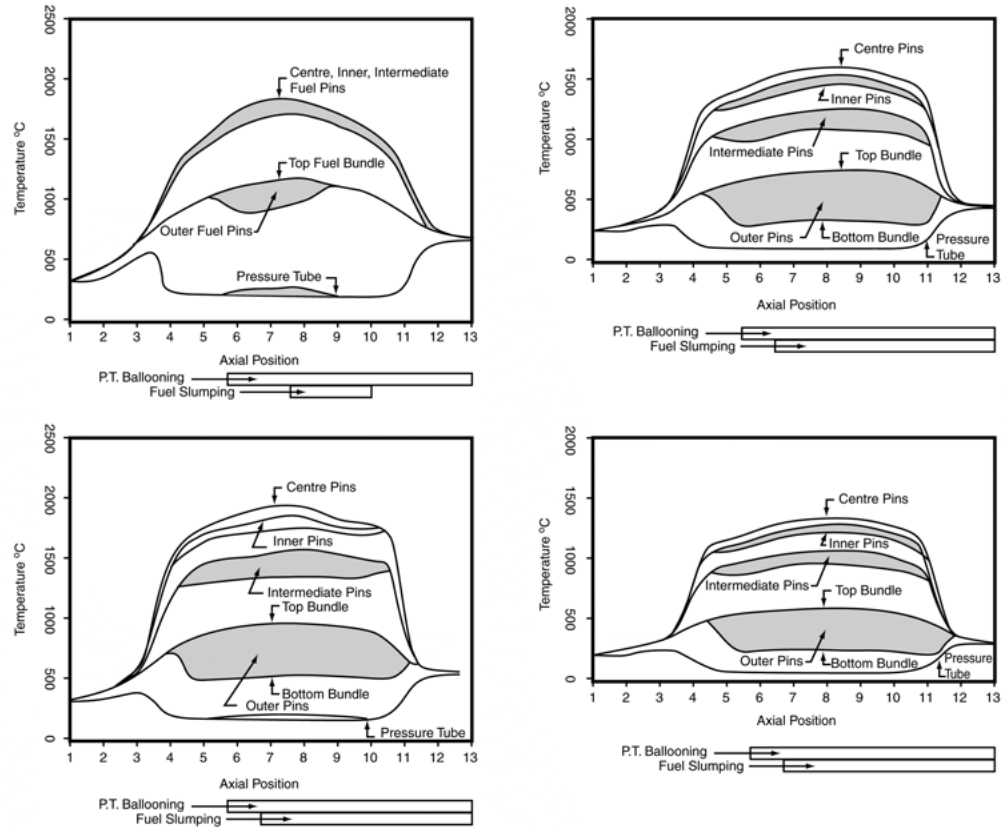 2500
2000
1500
1000
500
0
Temperature ºC
Centre, Inner, Intermediate
Fuel Pins
Top Fuel Bundle
Outer Fuel Pins
Pressure Tube
1 2 3 4 5 6 7 8 9 10 11 12 13
Axial Position
P.T. Ballooning
Fuel Slumping
2000
1500
1000
500
0
Temperature ºC
Centre Pins
Inner Pins
Intermediate Pins
Top Bundle
Outer Pins
Bottom Bundle
Pressure
Tube
1 2 3 4 5 6 7 8 9 10 11 12 13
Axial Position
P.T. Ballooning
Fuel Slumping
2500
2000
1500
1000
500
0
Temperature ºC
Centre Pins
Inner Pins
Intermediate Pins
Top Bundle
Bottom Bundle
Outer Pins
Pressure Tube
1 2 3 4 5 6 7 8 9 10 11 12 13
Axial Position
P.T. Ballooning
Fuel Slumping
2000
1500
1000
500
0
Temperature ºC
Centre Pins
Inner Pins
Intermediate Pins
Top Bundle
Outer Pins
Bottom Bundle
Pressure
Tube
1 2 3 4 5 6 7 8 9 10 11 12 13
Axial Position
P.T. Ballooning
Fuel Slumping